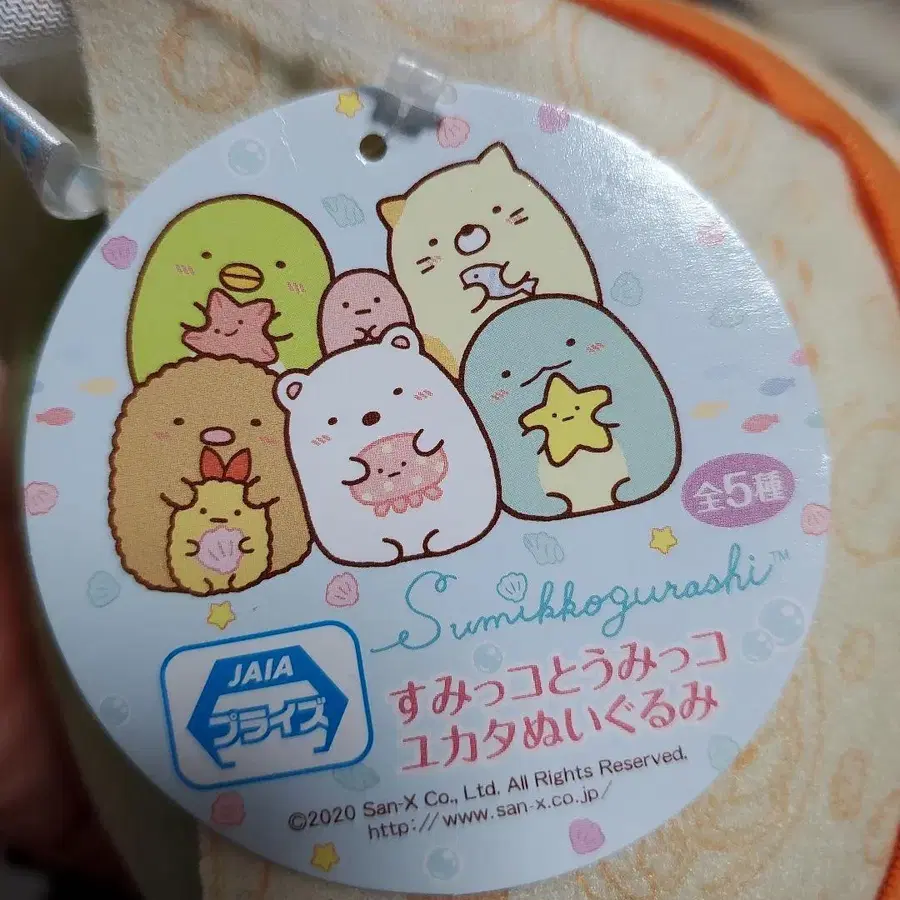 全5種
Sumikkogurashi™
JAIA
プライズ
すみっコとうみっコ
ユカタぬいぐるみ
©2020 San-X Co., Ltd. All Rights Reserved.
http://www.san-x.co.jp/